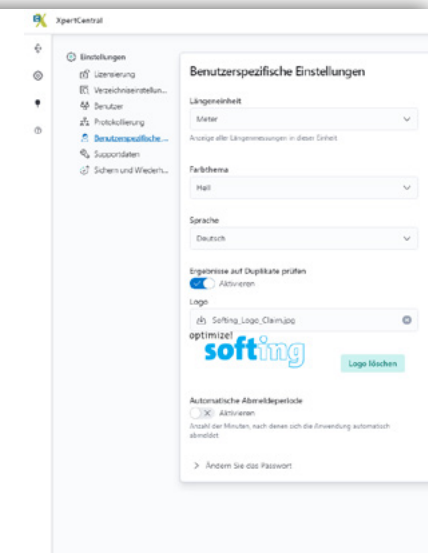 XpertCentral
Einstellungen
Lizensierung
Verzeichniseinstellun...
Benutzer
Protokollierung
Benutzerspezifische ...
Supportdaten
Sichern und Wiederh...
Benutzerspezifische Einstellungen
Längeneinheit
Meter
Anzeige aller Längenmessungen in dieser Einheit
Farbthema
Hell
Sprache
Deutsch
Ergebnisse auf Duplikate prüfen
Aktivieren
Logo
Softing_Logo_Claim.jpg
optimize!
softing
Logo löschen
Automatische Abmeldeperiode
Aktivieren
Anzahl der Minuten, nach denen sich die Anwendung automatisch
abmeldet
Ändern Sie das Passwort